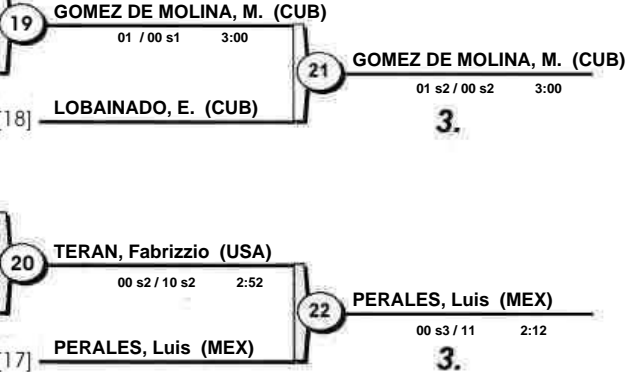 19
GOMEZ DE MOLINA, M. (CUB)
01 / 00 s1 3:00
21
GOMEZ DE MOLINA, M. (CUB)
01 s2 / 00 s2 3:00
3.
[18] LOBAINADO, E. (CUB)
20
TERAN, Fabrizzio (USA)
00 s2 / 10 s2 2:52
22
PERALES, Luis (MEX)
00 s3 / 11 2:12
3.
[17] PERALES, Luis (MEX)